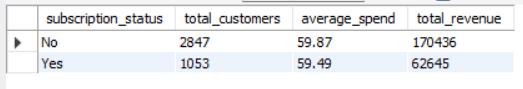 subscription_status total_customers average_spend total_revenue
No 2847 59.87 170436
Yes 1053 59.49 62645